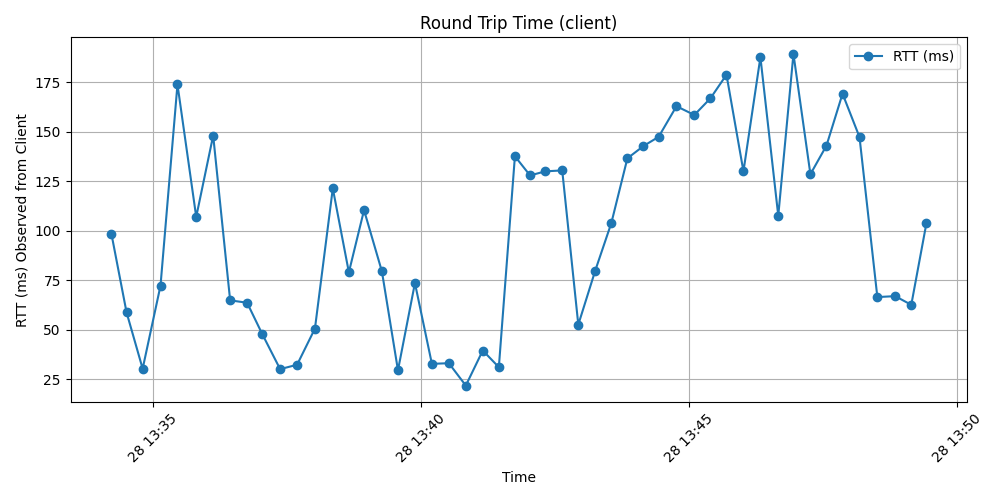 Round Trip Time (client)
RTT (ms)
RTT (ms) Observed from Client
175
150
125
100
75
50
25
28 13:35
28 13:40
28 13:45
28 13:50
Time